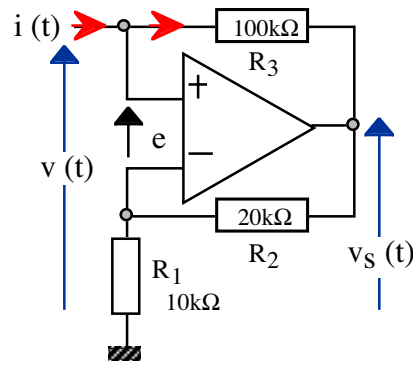 i (t)
100kΩ
R3
+
e
v (t)
−
20kΩ
R2
vS (t)
R1
10kΩ